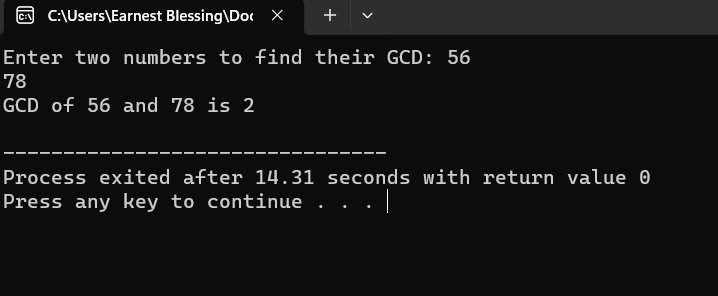 C:\Users\Earnest Blessing\Doc
Enter two numbers to find their GCD: 56
78
GCD of 56 and 78 is 2
--------------------------------
Process exited after 14.31 seconds with return value 0
Press any key to continue . . .